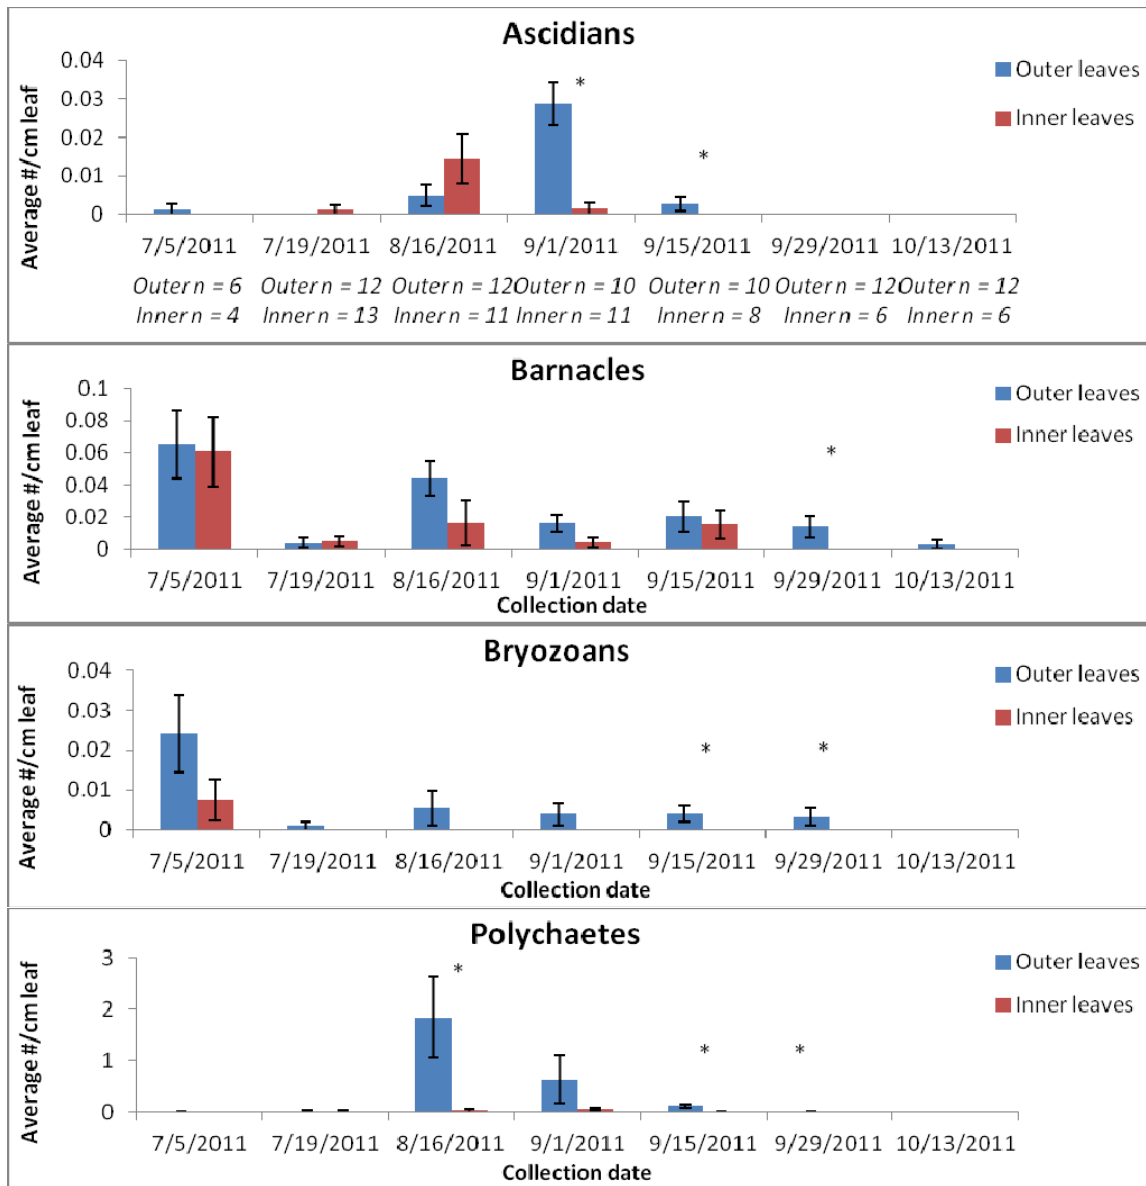 Ascidians
Average #/cm leaf
0.04
0.03
0.02
0.01
0
* *
Outer leaves
Inner leaves
7/5/2011 7/19/2011 8/16/2011 9/1/2011 9/15/2011 9/29/2011 10/13/2011
Outer n = 6 Outer n = 12 Outer n = 12 Outer n = 10 Outer n = 10 Outer n = 12 Outer n = 12
Inner n = 4 Inner n = 13 Inner n = 11 Inner n = 11 Inner n = 8 Inner n = 6 Inner n = 6
Barnacles
Average #/cm leaf
0.1
0.08
0.06
0.04
0.02
0
*
Outer leaves
Inner leaves
7/5/2011 7/19/2011 8/16/2011 9/1/2011 9/15/2011 9/29/2011 10/13/2011
Collection date
Bryozoans
Average #/cm leaf
0.04
0.03
0.02
0.01
0
* *
Outer leaves
Inner leaves
7/5/2011 7/19/2011 8/16/2011 9/1/2011 9/15/2011 9/29/2011 10/13/2011
Collection date
Polychaetes
Average #/cm leaf
3
2
1
0
* * *
Outer leaves
Inner leaves
7/5/2011 7/19/2011 8/16/2011 9/1/2011 9/15/2011 9/29/2011 10/13/2011
Collection date